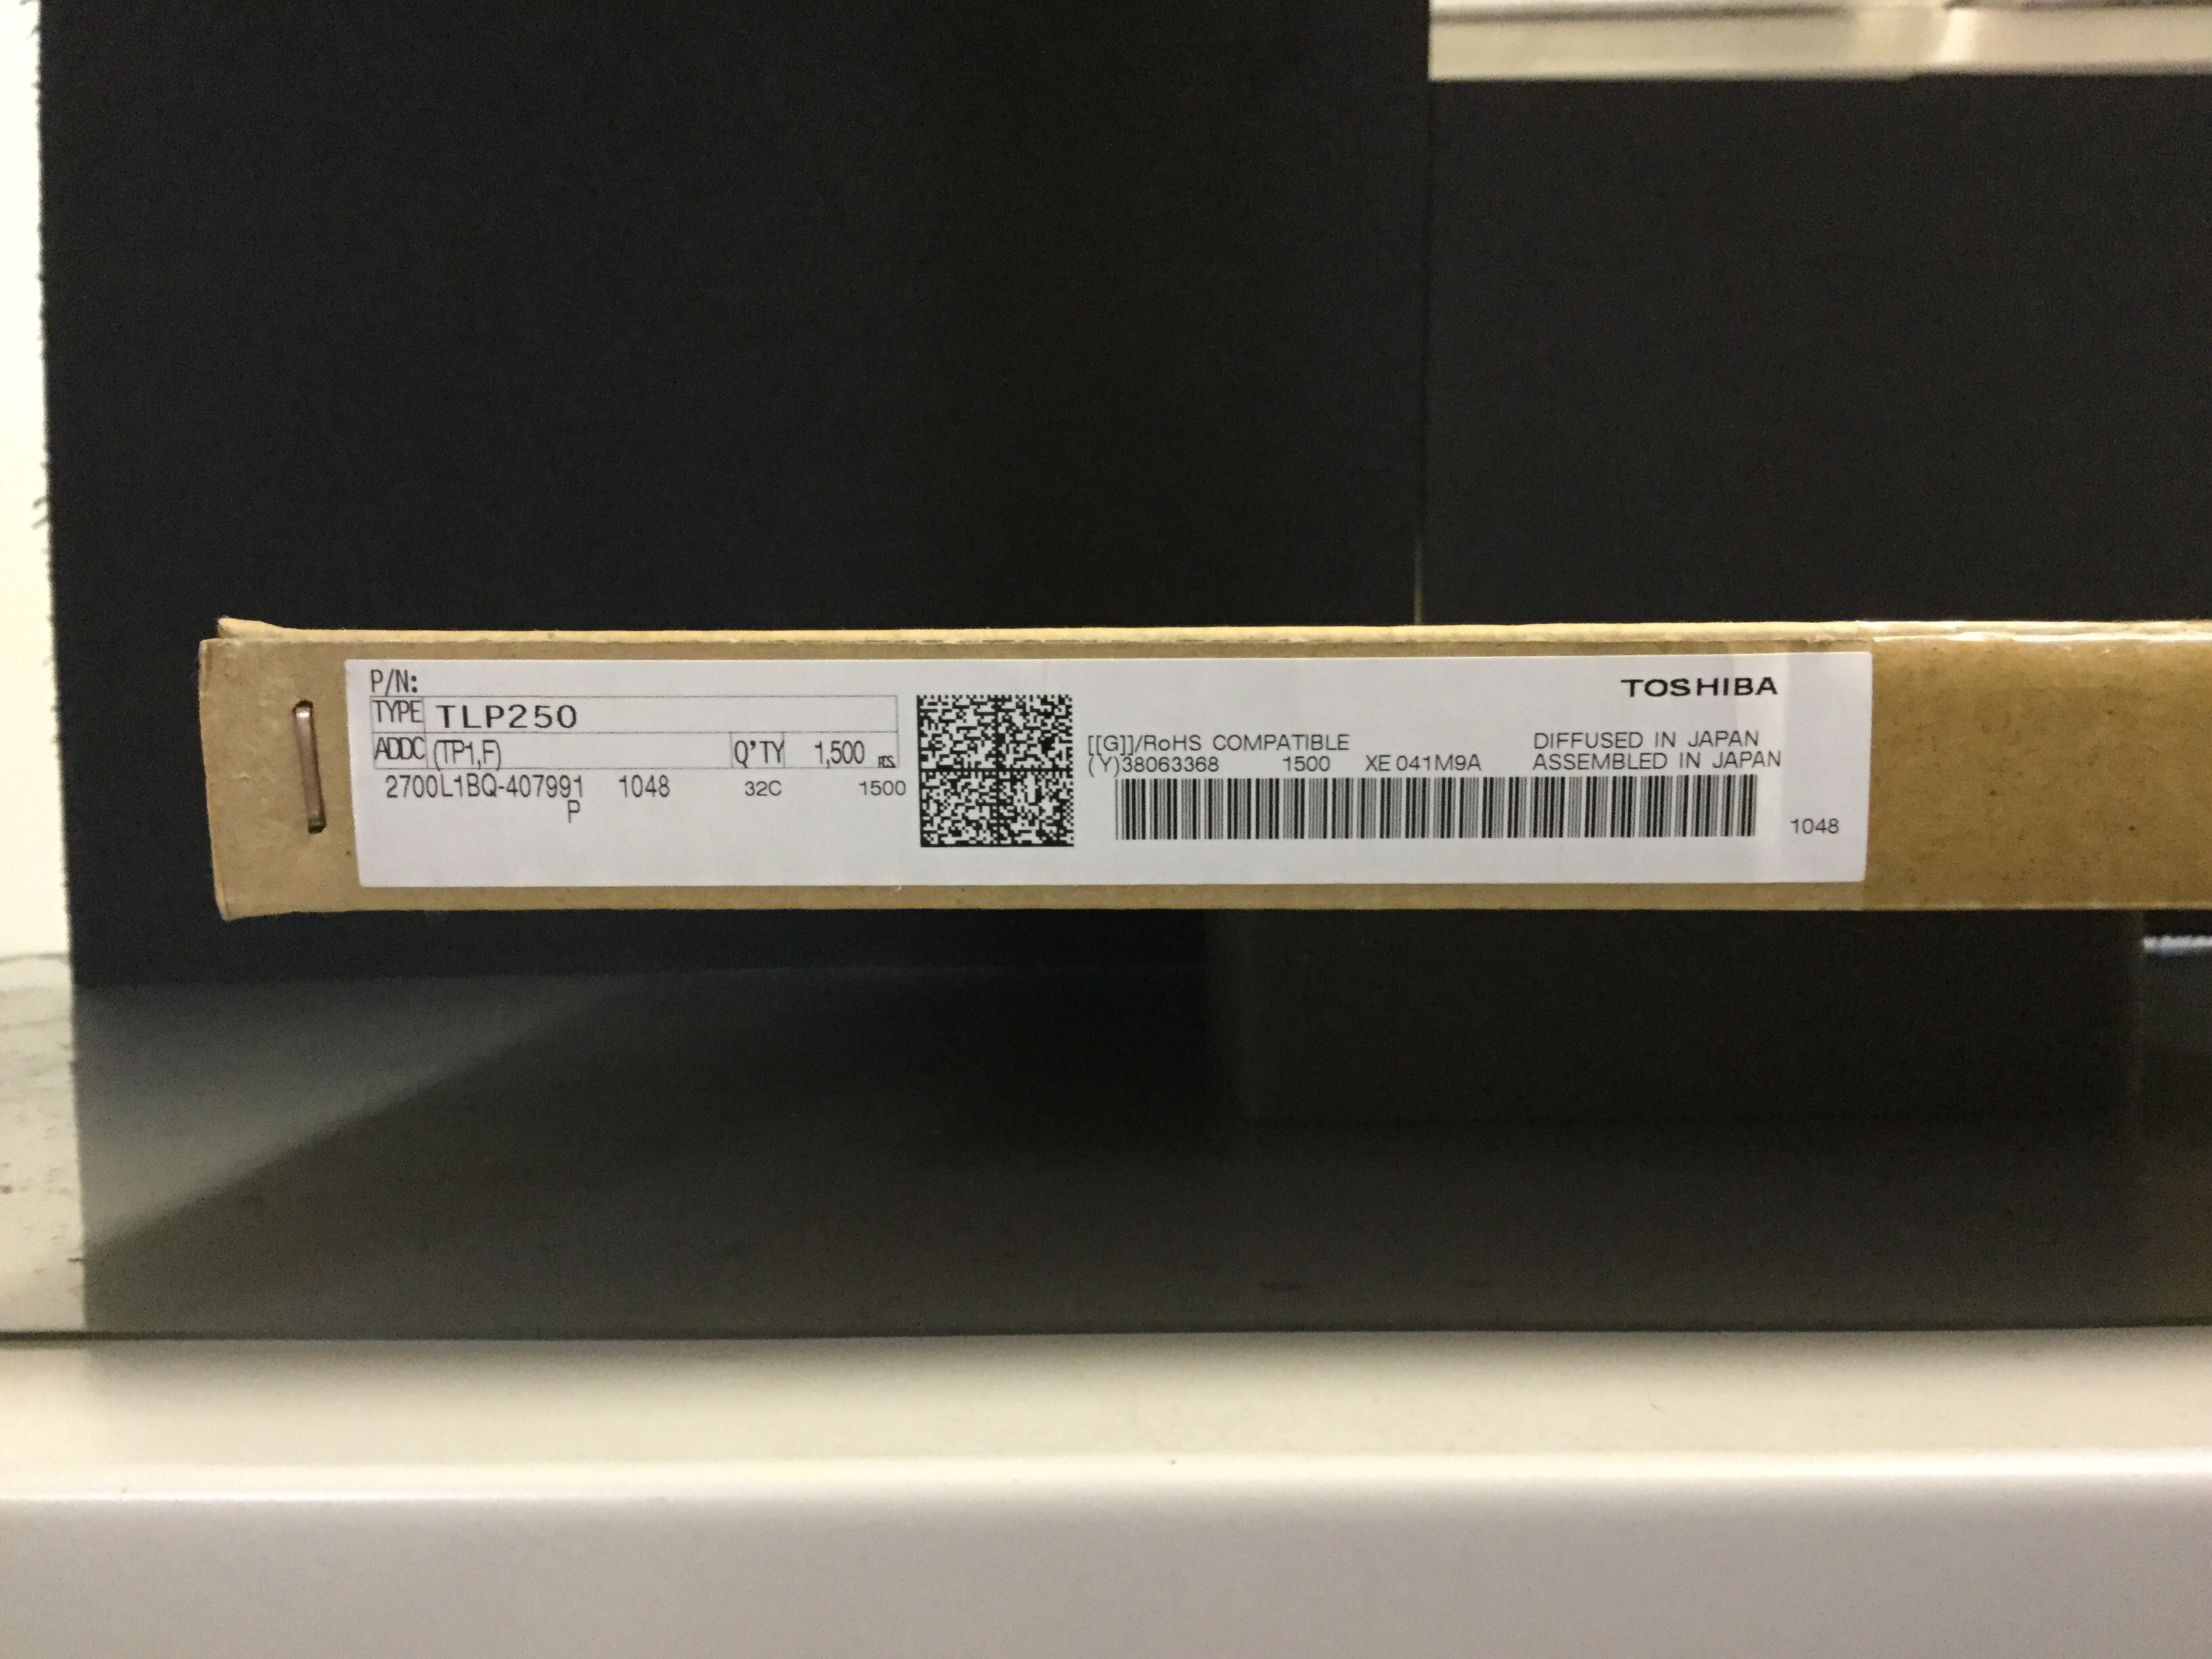 P/N:
TYPE TLP250
ADDC (TP1,F) Q'TY 1,500 PCS.
2700L1BQ-407991 1048 32C 1500
P
TOSHIBA
[[G]]/RoHS COMPATIBLE DIFFUSED IN JAPAN
(Y)38063368 1500 XE 041M9A ASSEMBLED IN JAPAN
1048